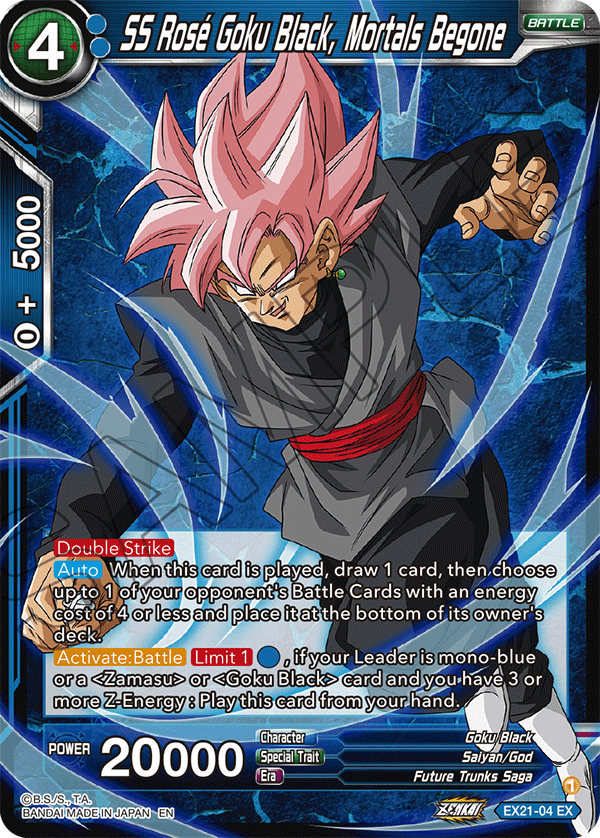 4
SS Rosé Goku Black, Mortals Begone
BATTLE
0 + 5000
Double Strike
Auto When this card is played, draw 1 card, then choose
up to 1 of your opponent's Battle Cards with an energy
cost of 4 or less and place it at the bottom of its owner's
deck.
Activate:Battle Limit 1 , if your Leader is mono-blue
or a <Zamasu> or <Goku Black> card and you have 3 or
more Z-Energy : Play this card from your hand.
POWER 20000
Character Goku Black
Special Trait Saiyan/God
Era Future Trunks Saga
1
©B.S./S., T.A.
BANDAI MADE IN JAPAN EN
ZENKAI
EX21-04 EX